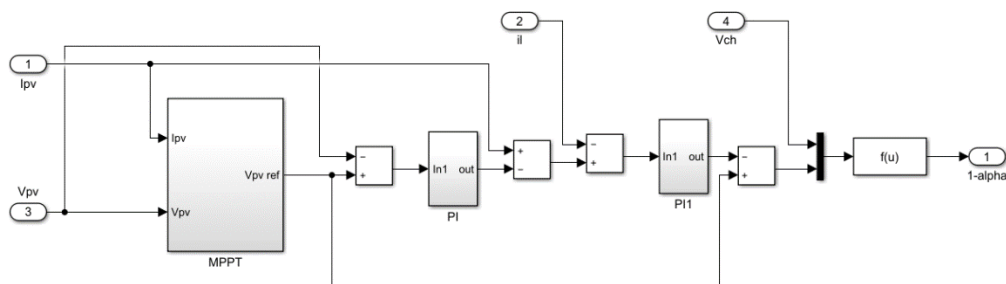 2
il
4
Vch
1
Ipv
Ipv
Vpv
Vpv ref
MPPT
Vpv
3
−
+
In1 out
PI
+
−
−
+
In1 out
PI1
−
+
f(u)
1
1-alpha